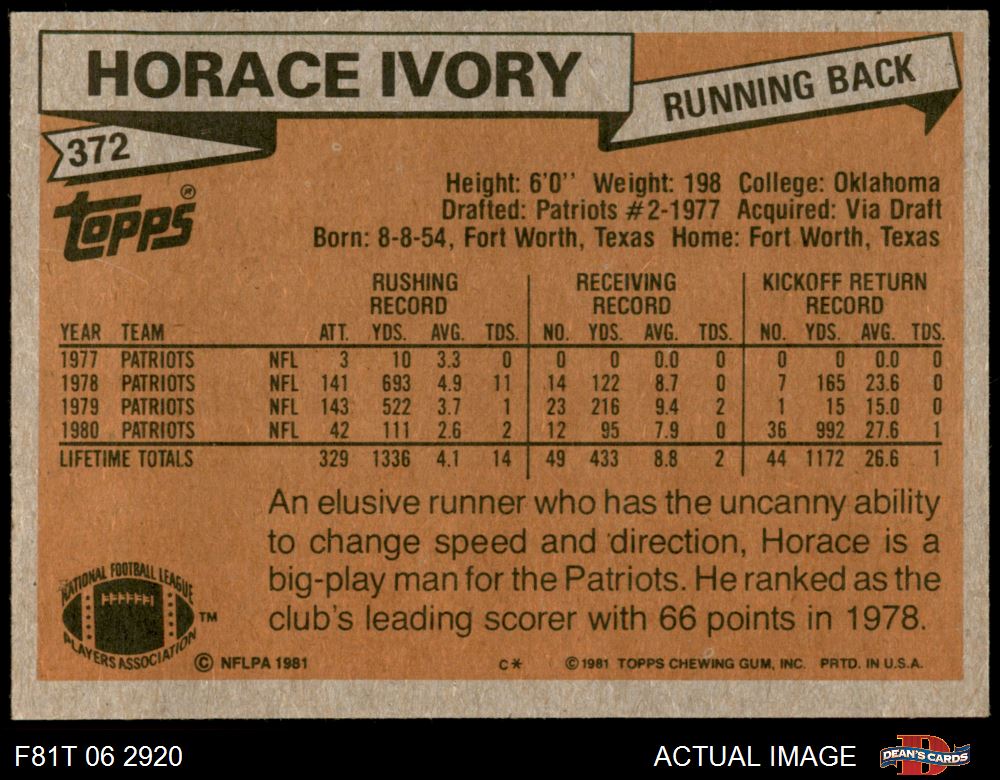 HORACE IVORY
RUNNING BACK
372
TOPPS®
Height: 6'0'' Weight: 198 College: Oklahoma
Drafted: Patriots #2-1977 Acquired: Via Draft
Born: 8-8-54, Fort Worth, Texas Home: Fort Worth, Texas
RUSHING RECORD RECEIVING RECORD KICKOFF RETURN RECORD
YEAR TEAM ATT. YDS. AVG. TDS. NO. YDS. AVG. TDS. NO. YDS. AVG. TDS.
1977 PATRIOTS NFL 3 10 3.3 0 0 0 0.0 0 0 0 0.0 0
1978 PATRIOTS NFL 141 693 4.9 11 14 122 8.7 0 7 165 23.6 0
1979 PATRIOTS NFL 143 522 3.7 1 23 216 9.4 2 1 15 15.0 0
1980 PATRIOTS NFL 42 111 2.6 2 12 95 7.9 0 36 992 27.6 1
LIFETIME TOTALS 329 1336 4.1 14 49 433 8.8 2 44 1172 26.6 1
An elusive runner who has the uncanny ability
to change speed and direction, Horace is a
big-play man for the Patriots. He ranked as the
club's leading scorer with 66 points in 1978.
NATIONAL FOOTBALL LEAGUE
PLAYERS ASSOCIATION
™
© NFLPA 1981 C* © 1981 TOPPS CHEWING GUM, INC. PRTD. IN U.S.A.
F81T 06 2920 ACTUAL IMAGE DEAN'S CARDS